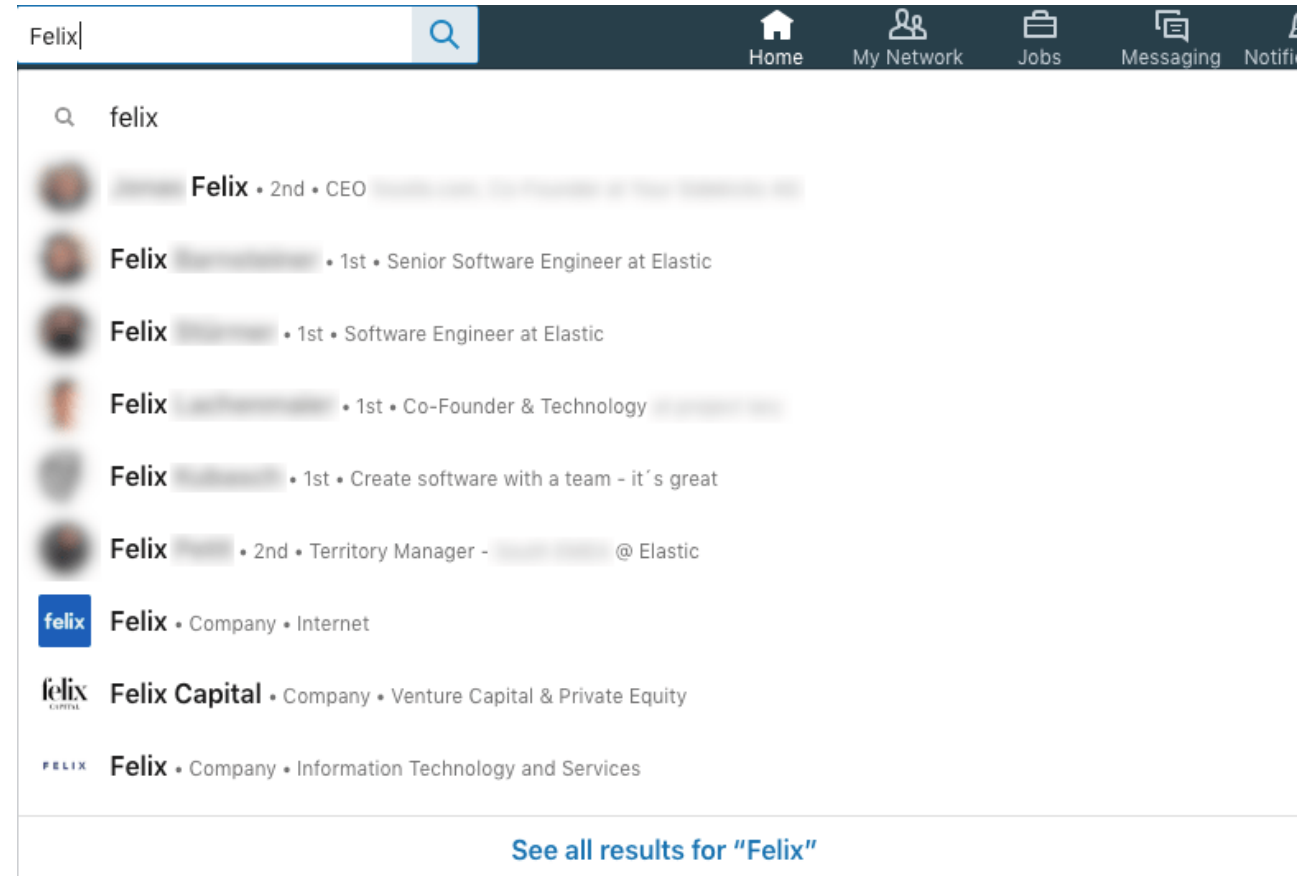 Felix
Home
My Network
Jobs
Messaging
Notifi
felix
Felix • 2nd • CEO
Felix • 1st • Senior Software Engineer at Elastic
Felix • 1st • Software Engineer at Elastic
Felix • 1st • Co-Founder & Technology
Felix • 1st • Create software with a team - it´s great
Felix • 2nd • Territory Manager - @ Elastic
felix Felix • Company • Internet
felix CAPITAL Felix Capital • Company • Venture Capital & Private Equity
FELIX Felix • Company • Information Technology and Services
See all results for “Felix”